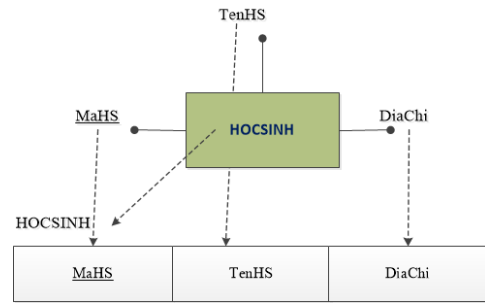 TenHS
MaHS
HOCSINH
DiaChi
HOCSINH
MaHS
TenHS
DiaChi